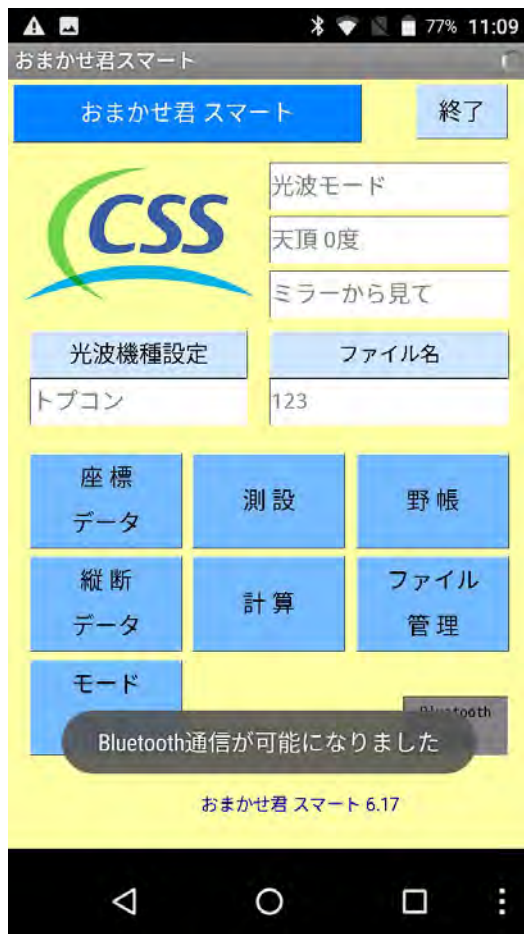 77% 11:09
おまかせ君スマート
おまかせ君 スマート
終了
CSS
光波モード
天頂 0度
ミラーから見て
光波機種設定
ファイル名
トプコン
123
座 標
データ
測 設
野 帳
縦 断
データ
計 算
ファイル
管 理
モード
Bluetooth
Bluetooth通信が可能になりました
おまかせ君 スマート 6.17